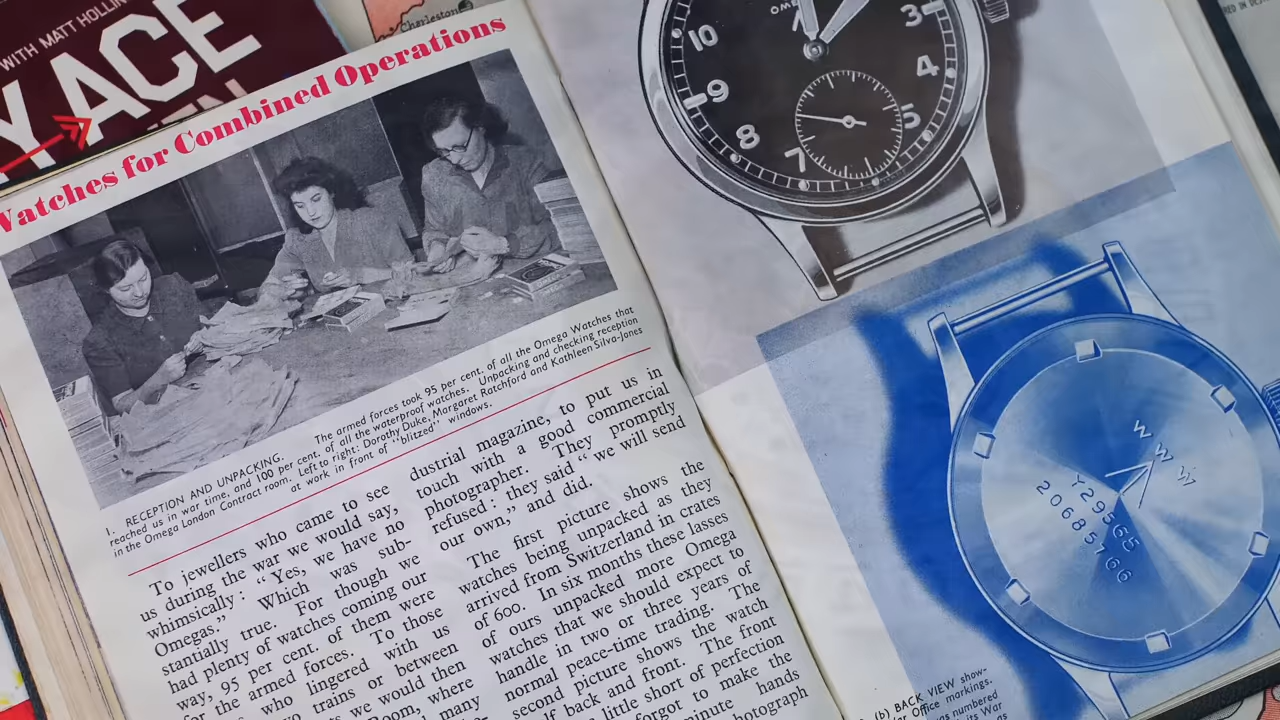 WITH MATT HOLLIN
Y ACE
Charleston
Watches for Combined Operations
1. RECEPTION AND UNPACKING. The armed forces took 95 per cent. of all the Omega Watches that
reached us in war time, and 100 per cent. of all the waterproof watches. Unpacking and checking reception
in the Omega London Contract room. Left to right: Dorothy Duke, Margaret Ratchford and Kathleen Silva-Jones
at work in front of "blitzed" windows.
To jewellers who came to see
us during the war we would say,
whimsically: "Yes, we have no
Omegas." Which was sub-
stantially true. For though we
had plenty of watches coming our
way, 95 per cent. of them were
for the armed forces. To those
who lingered with us
trains or between
we would then
Room, where
many
dustrial magazine, to put us in
touch with a good commercial
photographer. They promptly
refused: they said "we will send
our own," and did.
The first picture shows the
watches being unpacked as they
arrived from Switzerland in crates
of 600. In six months these lasses
of ours unpacked more Omega
watches that we should expect to
handle in two or three years of
normal peace-time trading. The
second picture shows the watch
back and front. The front
little short of perfection
forgot to make the
minute hands
photograph
10
9
8
7
5
4
3
W
W W
Y29565
20685766
(b) BACK VIEW show-
Office markings.
was numbered
its War